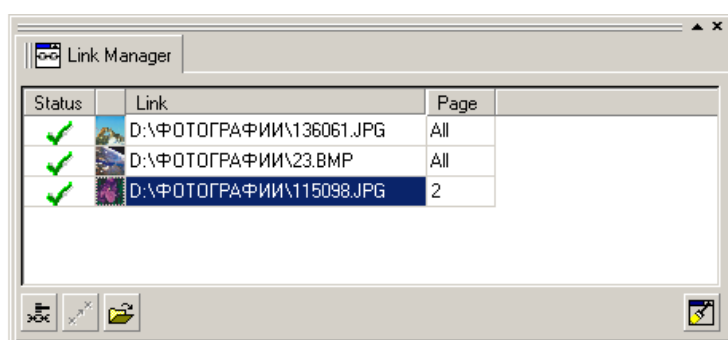 Link Manager
Status Link Page
D:\ФОТОГРАФИИ\136061.JPG All
D:\ФОТОГРАФИИ\23.BMP All
D:\ФОТОГРАФИИ\115098.JPG 2